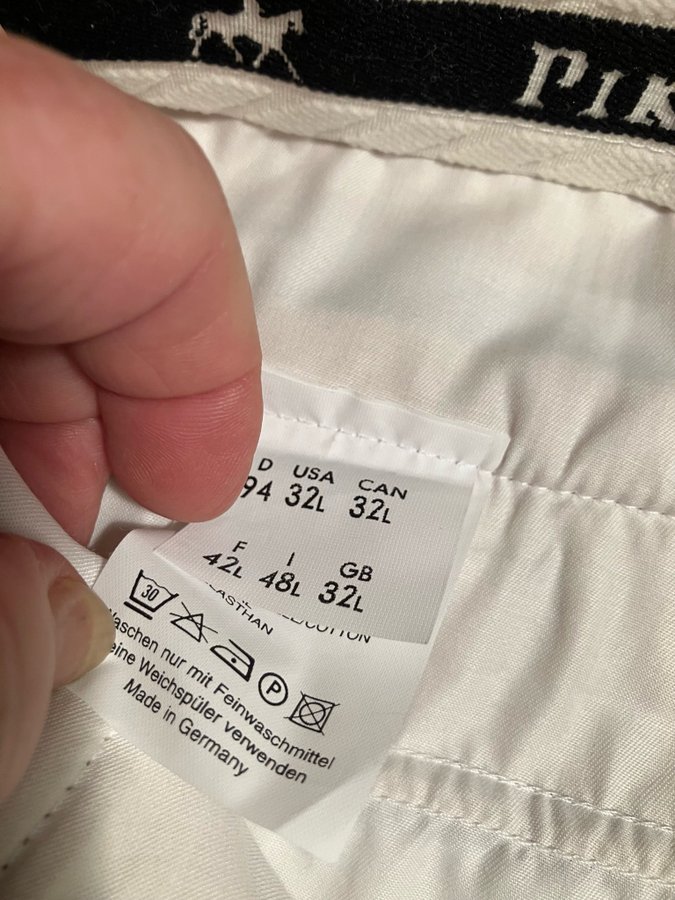 PIK
D USA CAN
94 32L 32L
F I GB
42L 48L 32L
30
P
Waschen nur mit Feinwaschmittel
eine Weichspüler verwenden
Made in Germany